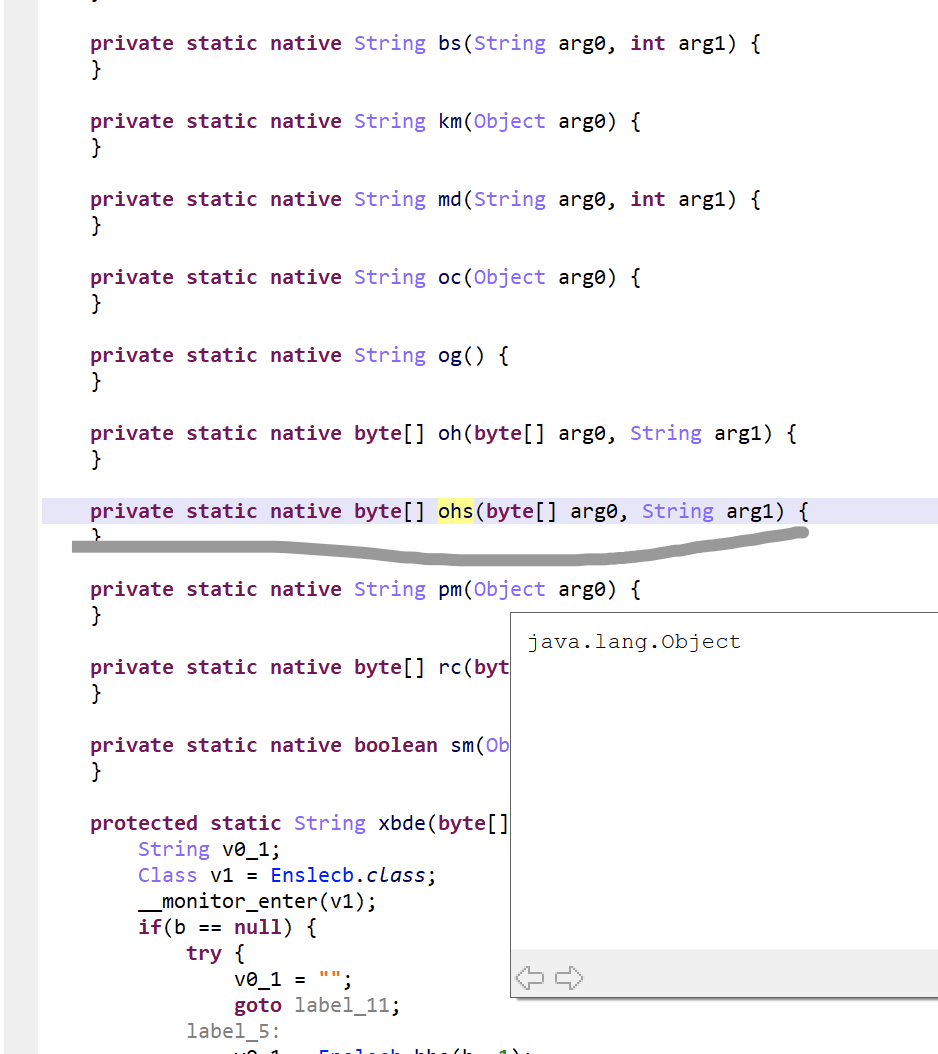 private static native String bs(String arg0, int arg1) {
}
private static native String km(Object arg0) {
}
private static native String md(String arg0, int arg1) {
}
private static native String oc(Object arg0) {
}
private static native String og() {
}
private static native byte[] oh(byte[] arg0, String arg1) {
}
private static native byte[] ohs(byte[] arg0, String arg1) {
}
private static native String pm(Object arg0) {
}
java.lang.Object
private static native byte[] rc(byt
}
private static native boolean sm(Ob
}
protected static String xbde(byte[]
String v0_1;
Class v1 = Enslecb.class;
__monitor_enter(v1);
if(b == null) {
try {
v0_1 = "";
goto label_11;
label_5: